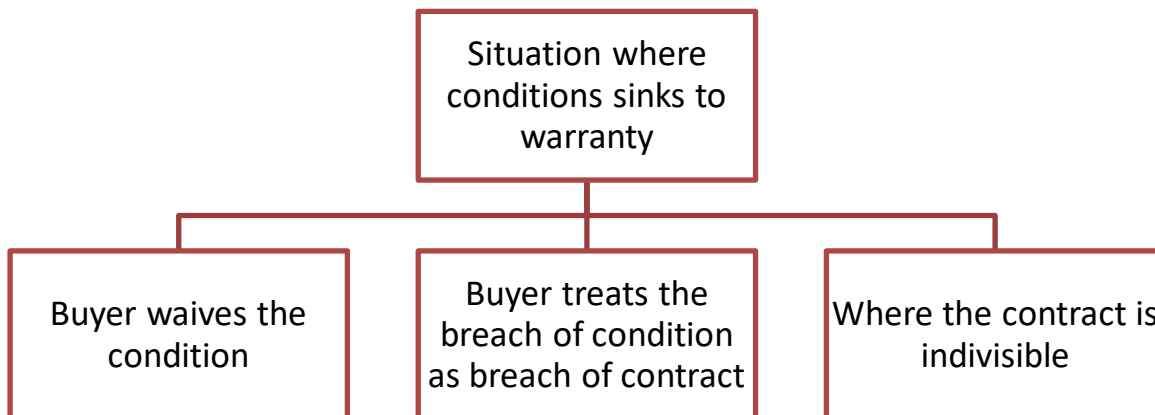 Situation where
conditions sinks to
warranty
Buyer waives the
condition
Buyer treats the
breach of condition
as breach of contract
Where the contract is
indivisible